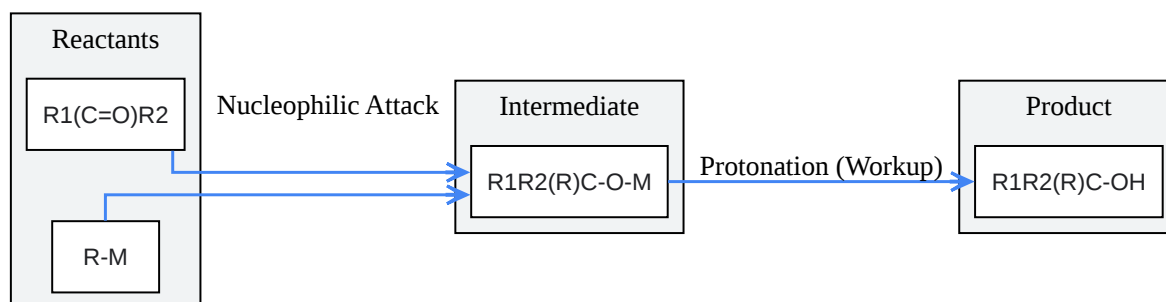 Reactants
R1(C=O)R2
R-M
Nucleophilic Attack
Intermediate
R1R2(R)C-O-M
Protonation (Workup)
Product
R1R2(R)C-OH